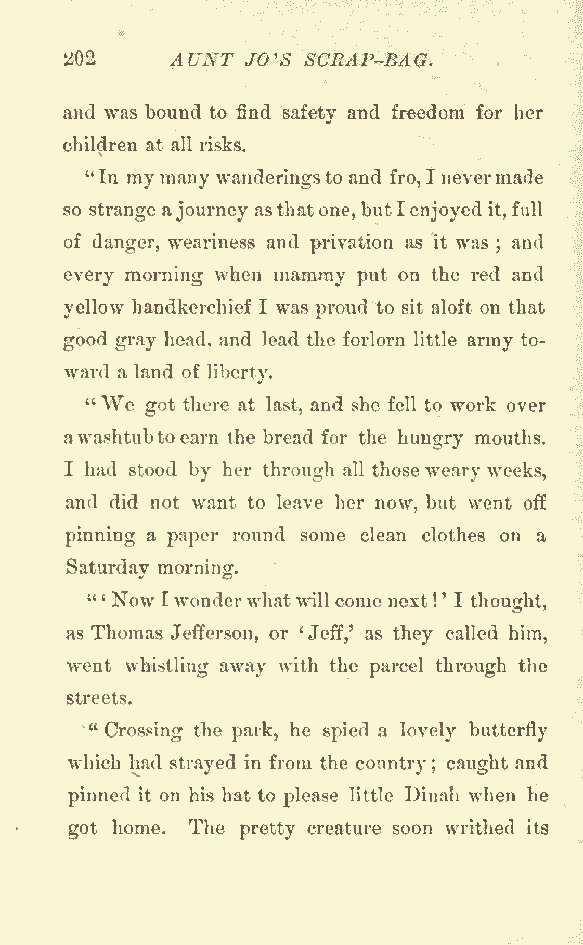 202 AUNT JO'S SCRAP-BAG.
and was bound to find safety and freedom for her
children at all risks.
"In my many wanderings to and fro, I never made
so strange a journey as that one, but I enjoyed it, full
of danger, weariness and privation as it was; and
every morning when mammy put on the red and
yellow handkerchief I was proud to sit aloft on that
good gray head, and lead the forlorn little army to-
ward a land of liberty.
"We got there at last, and she fell to work over
a washtub to earn the bread for the hungry mouths.
I had stood by her through all those weary weeks,
and did not want to leave her now, but went off
pinning a paper round some clean clothes on a
Saturday morning.
"'Now I wonder what will come next!' I thought,
as Thomas Jefferson, or 'Jeff,' as they called him,
went whistling away with the parcel through the
streets.
"Crossing the park, he spied a lovely butterfly
which had strayed in from the country; caught and
pinned it on his hat to please little Dinah when he
got home. The pretty creature soon writhed its